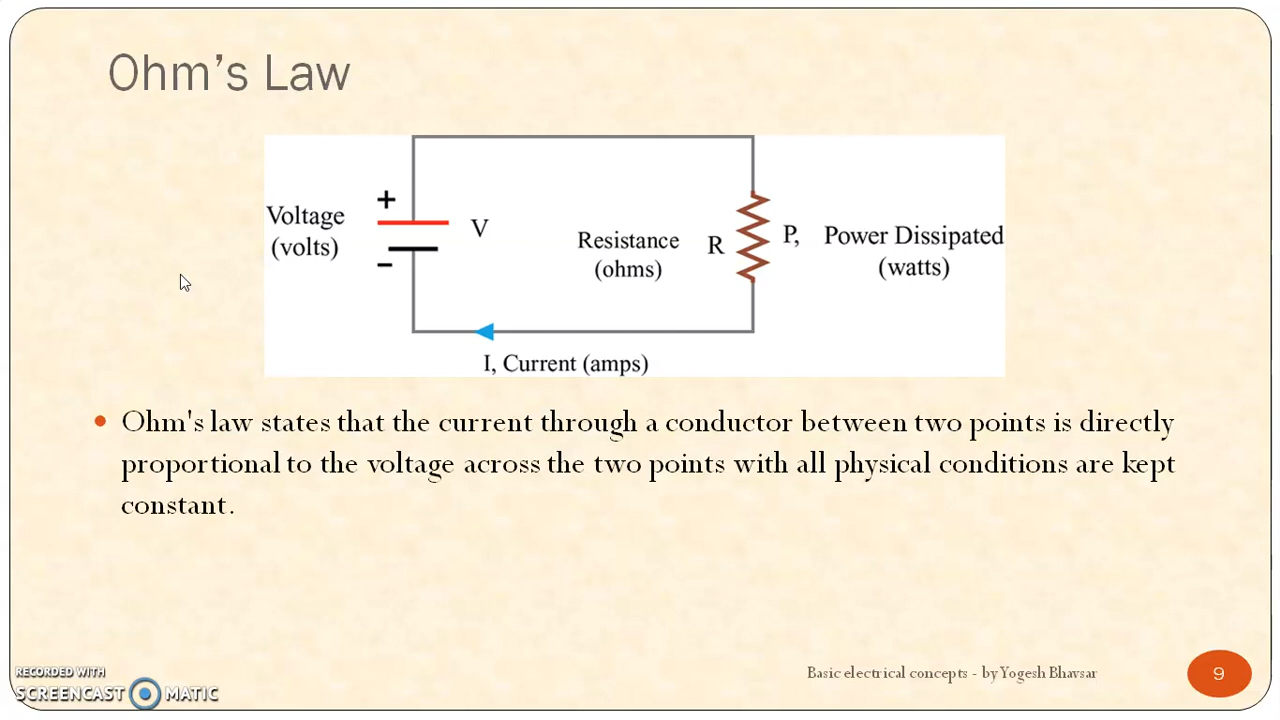 Ohm's Law
+
Voltage
(volts)
V
−
Resistance
(ohms)
R
P,
Power Dissipated
(watts)
I, Current (amps)
Ohm's law states that the current through a conductor between two points is directly
proportional to the voltage across the two points with all physical conditions are kept
constant.
RECORDED WITH
SCREENCAST MATIC
Basic electrical concepts - by Yogesh Bhavsar
9